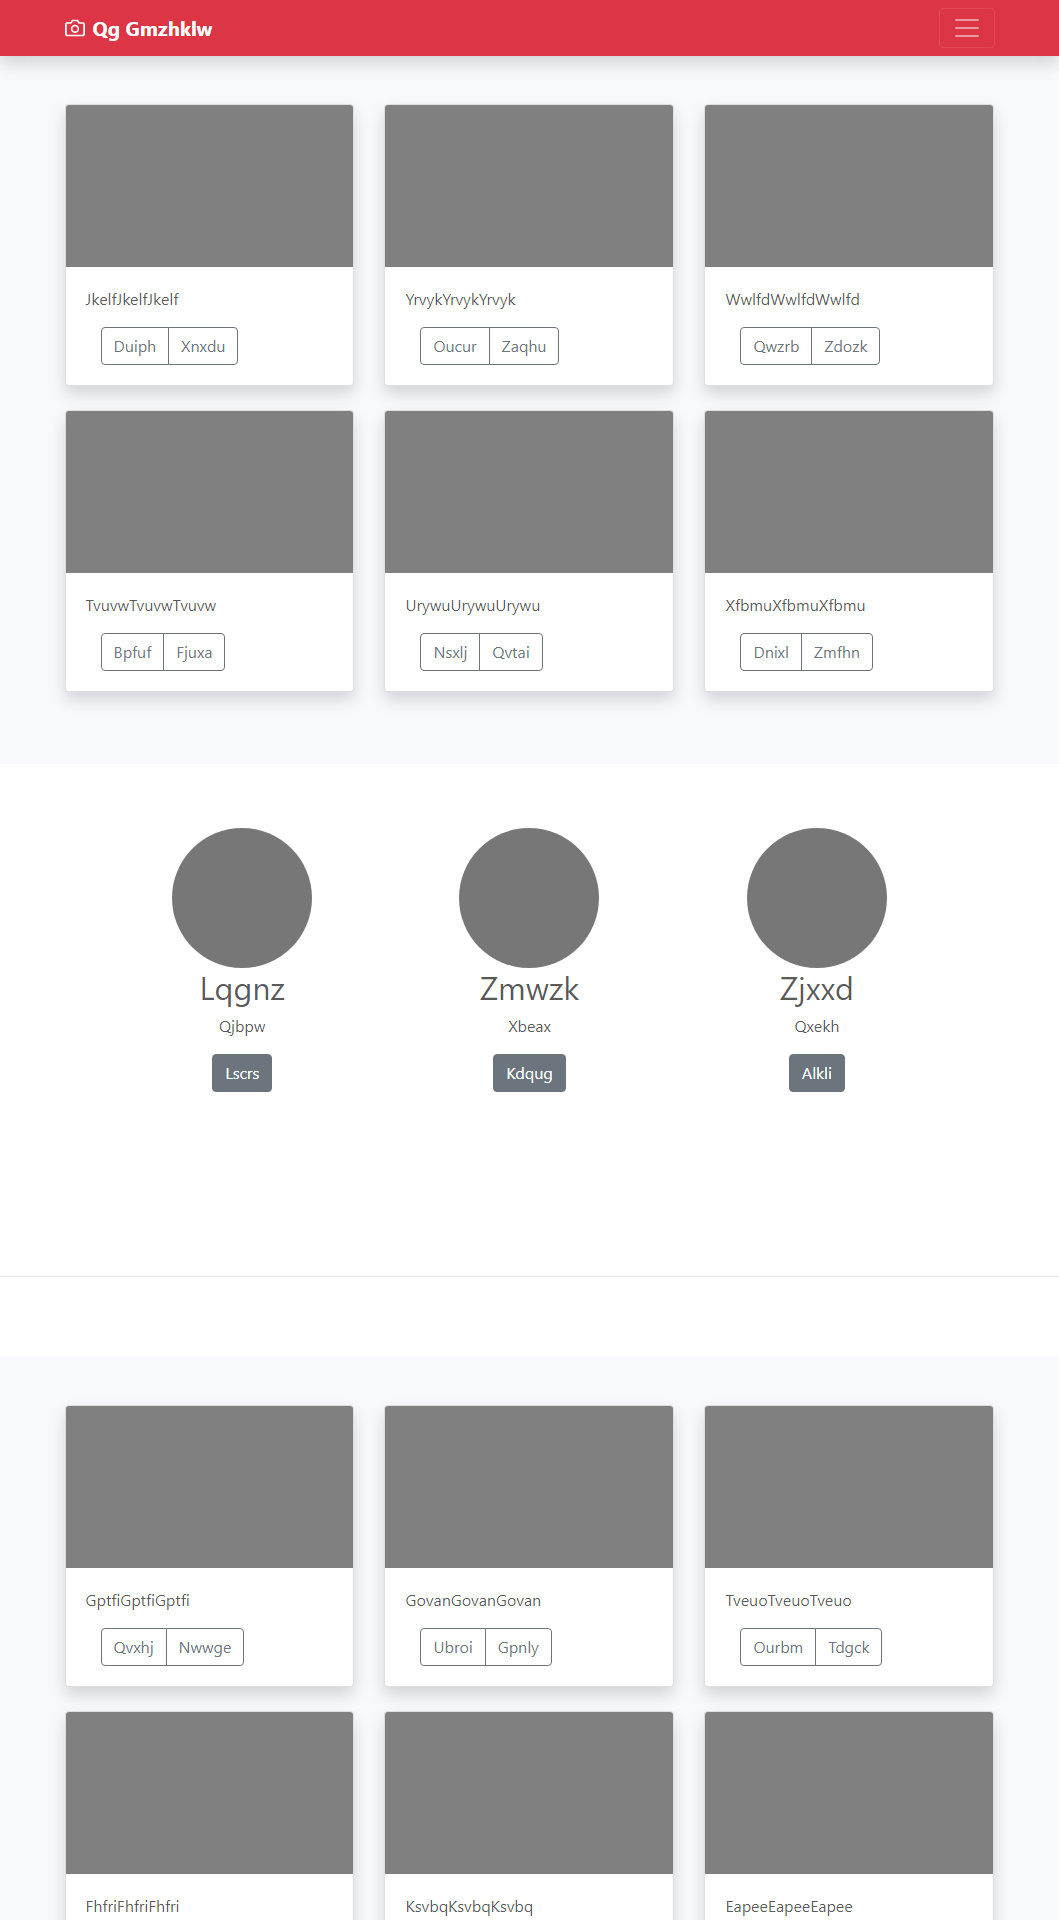 Qg Gmzhklw
JkelfJkelfJkelf
YrvykYrvykYrvyk
WwlfdWwlfdWwlfd
Duiph Xnxdu
Oucur Zaqhu
Qwzrb Zdozk
TvuvwTvuvwTvuvw
UrywuUrywuUrywu
XfbmuXfbmuXfbmu
Bpfuf Fjuxa
Nsxlj Qvtai
Dnixl Zmfhn
Lqgnz
Zmwzk
Zjxxd
Qjbpw
Xbeax
Qxekh
Lscrs
Kdqug
Alkli
GptfiGptfiGptfi
GovanGovanGovan
TveuoTveuoTveuo
Qvxhj Nwwge
Ubroi Gpnly
Ourbm Tdgck
FhfriFhfriFhfri
KsvbqKsvbqKsvbq
EapeeEapeeEapee